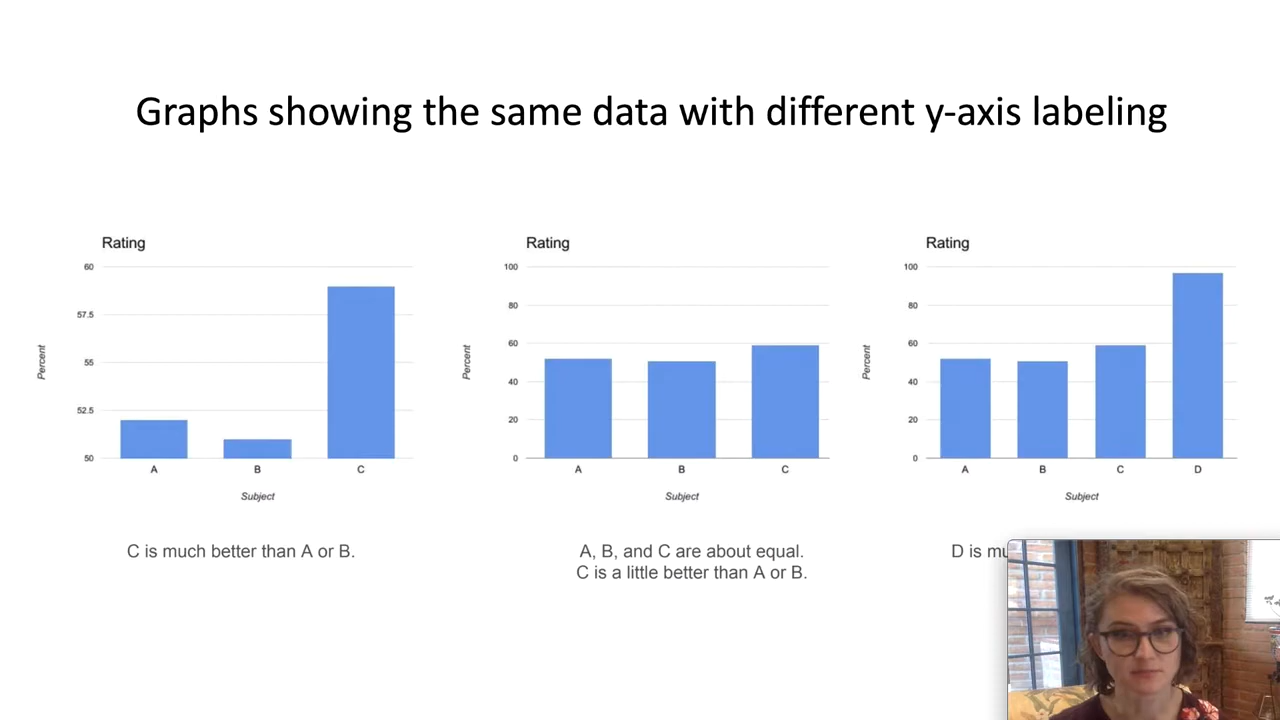 Graphs showing the same data with different y-axis labeling
Rating
60
57.5
55
52.5
50
Percent
A B C
Subject
C is much better than A or B.
Rating
100
80
60
40
20
0
Percent
A B C
Subject
A, B, and C are about equal.
C is a little better than A or B.
Rating
100
80
60
40
20
0
Percent
A B C D
Subject
D is